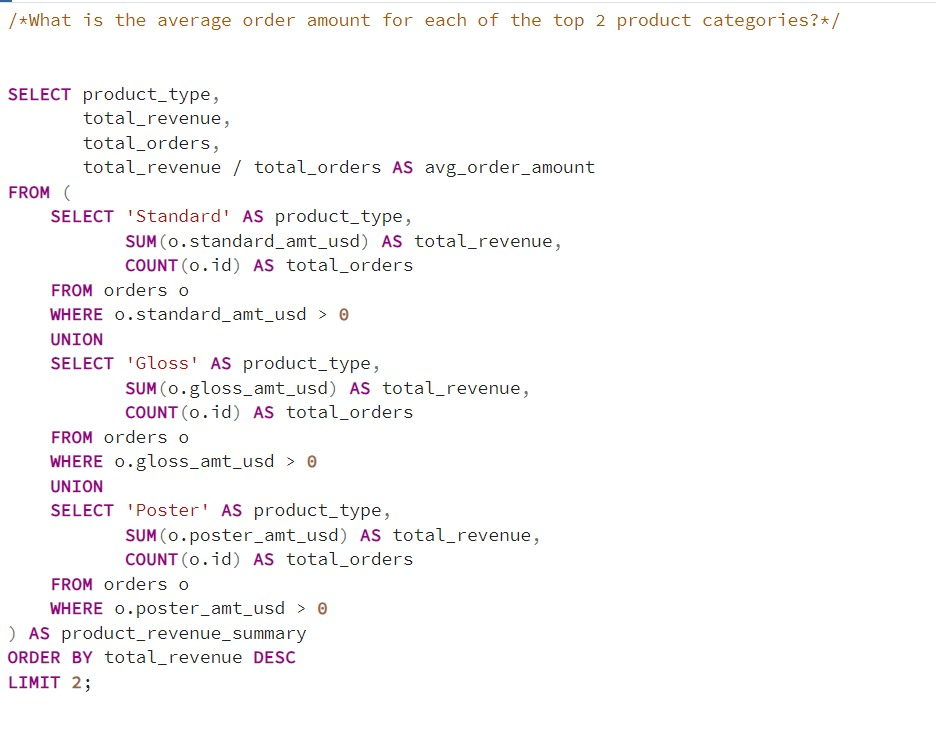 /*What is the average order amount for each of the top 2 product categories?*/
SELECT product_type,
total_revenue,
total_orders,
total_revenue / total_orders AS avg_order_amount
FROM (
SELECT 'Standard' AS product_type,
SUM(o.standard_amt_usd) AS total_revenue,
COUNT(o.id) AS total_orders
FROM orders o
WHERE o.standard_amt_usd > 0
UNION
SELECT 'Gloss' AS product_type,
SUM(o.gloss_amt_usd) AS total_revenue,
COUNT(o.id) AS total_orders
FROM orders o
WHERE o.gloss_amt_usd > 0
UNION
SELECT 'Poster' AS product_type,
SUM(o.poster_amt_usd) AS total_revenue,
COUNT(o.id) AS total_orders
FROM orders o
WHERE o.poster_amt_usd > 0
) AS product_revenue_summary
ORDER BY total_revenue DESC
LIMIT 2;